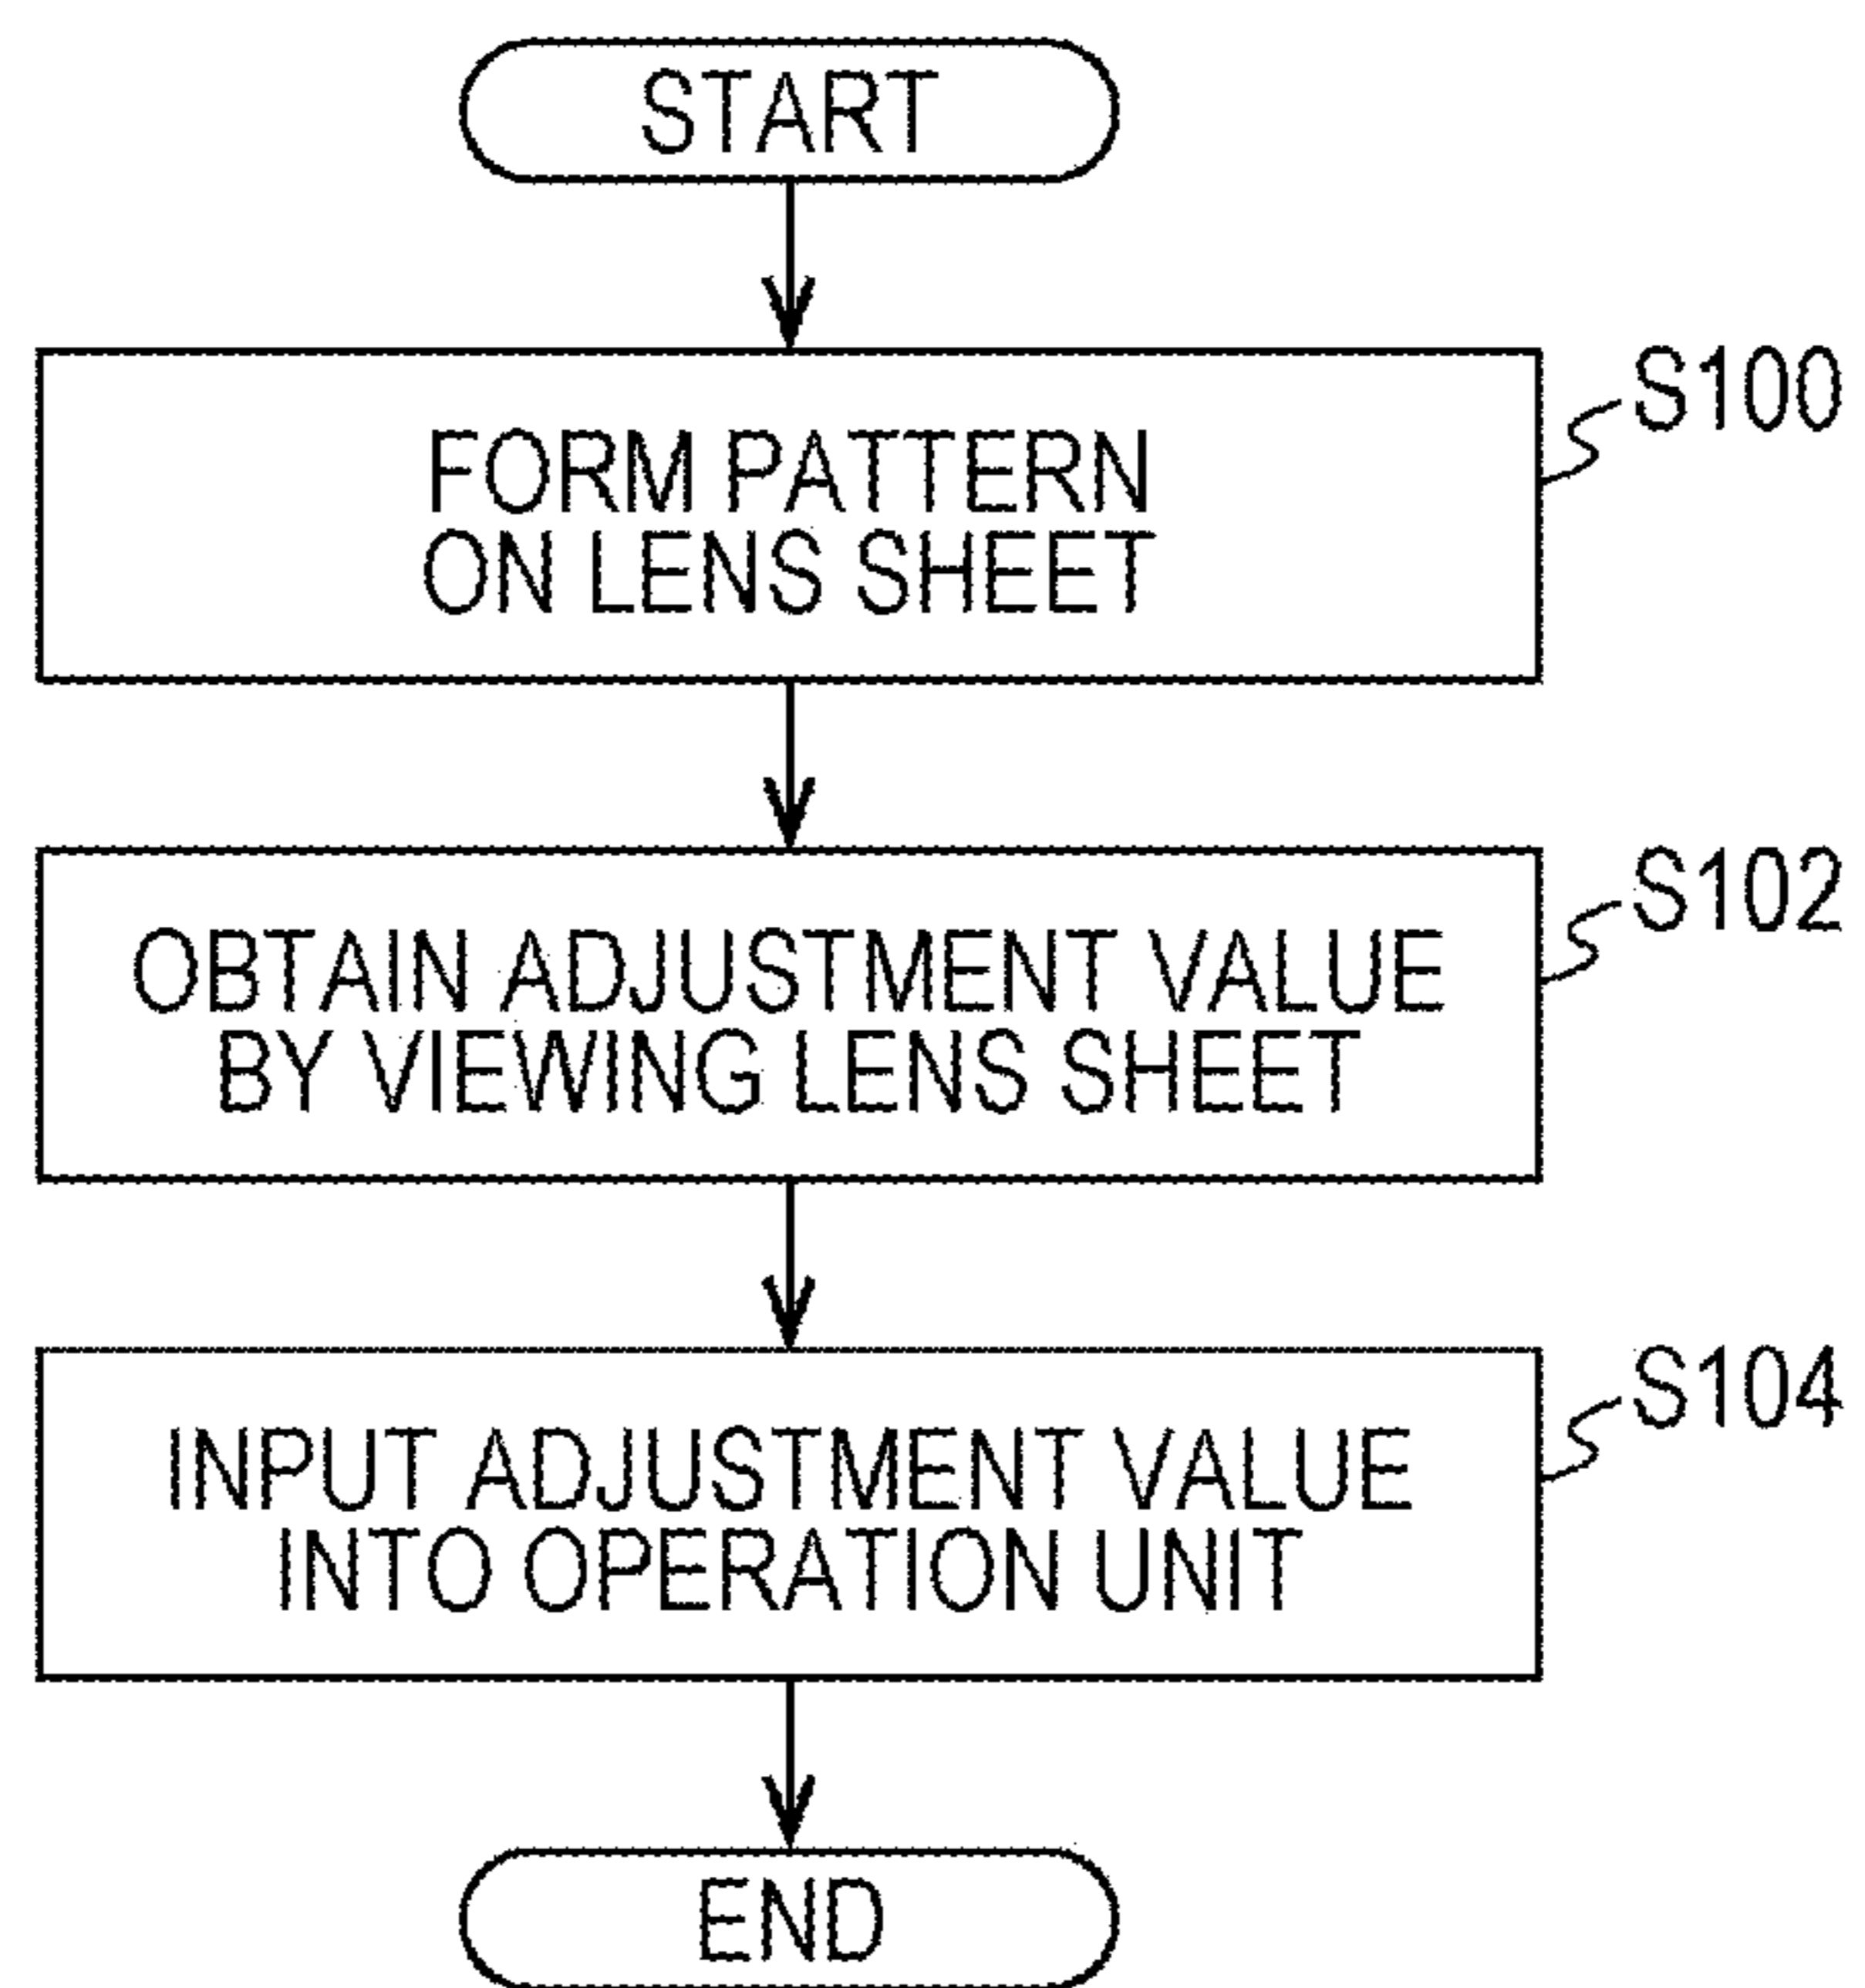 START
S100
FORM PATTERN
ON LENS SHEET
S102
OBTAIN ADJUSTMENT VALUE
BY VIEWING LENS SHEET
S104
INPUT ADJUSTMENT VALUE
INTO OPERATION UNIT
END